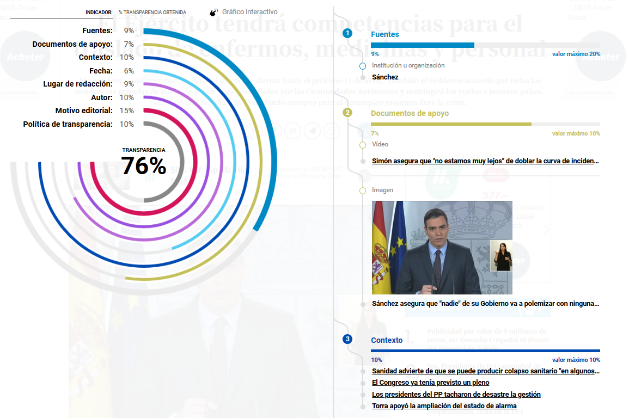 INDICADOR:
% TRANSPARENCIA OBTENIDA
Gráfico Interactivo
Fuentes: 9%
Documentos de apoyo: 7%
Contexto: 10%
Fecha: 6%
Lugar de redacción: 9%
Autor: 10%
Motivo editorial: 15%
Política de transparencia: 10%
TRANSPARENCIA
76%
1 Fuentes
9% valor máximo 20%
Institución u organización
Sánchez
2 Documentos de apoyo
7% valor máximo 10%
Vídeo
Simón asegura que "no estamos muy lejos" de doblar la curva de inciden...
Imagen
Sánchez asegura que "nadie" de su Gobierno va a polemizar con ninguna...
3 Contexto
10% valor máximo 10%
Sanidad advierte de que se puede producir colapso sanitario "en algunos...
El Congreso ya tenía previsto un pleno
Los presidentes del PP tacharon de desastre la gestión
Torra apoyó la ampliación del estado de alarma